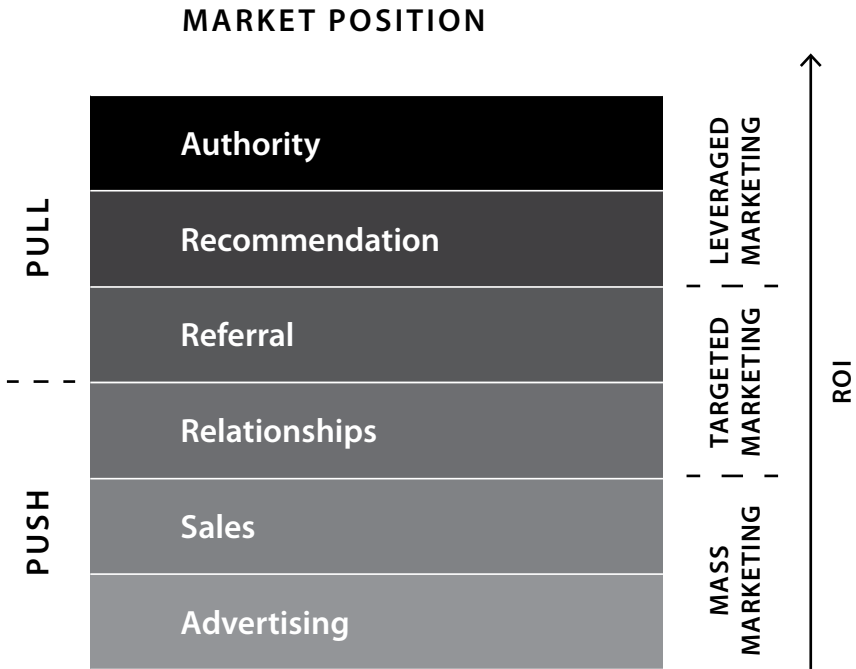 MARKET POSITION
PULL
PUSH
Authority
Recommendation
Referral
Relationships
Sales
Advertising
LEVERAGED
MARKETING
TARGETED
MARKETING
MASS
MARKETING
ROI